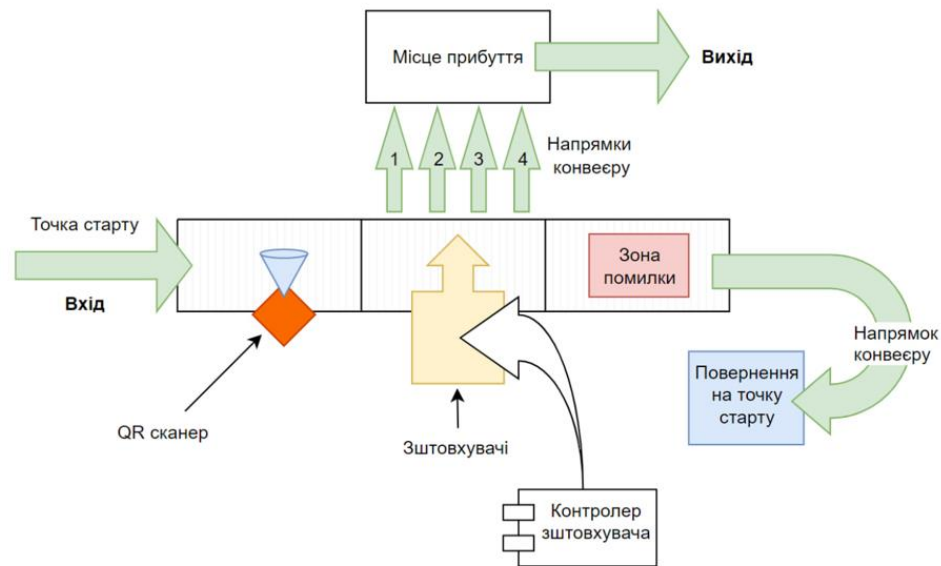 Місце прибуття
Вихід
1
2
3
4
Напрямки
конвеєру
Точка старту
Вхід
Зона
помилки
Напрямок
конвеєру
Повернення
на точку
старту
QR сканер
Зштовхувачі
Контролер
зштовхувача